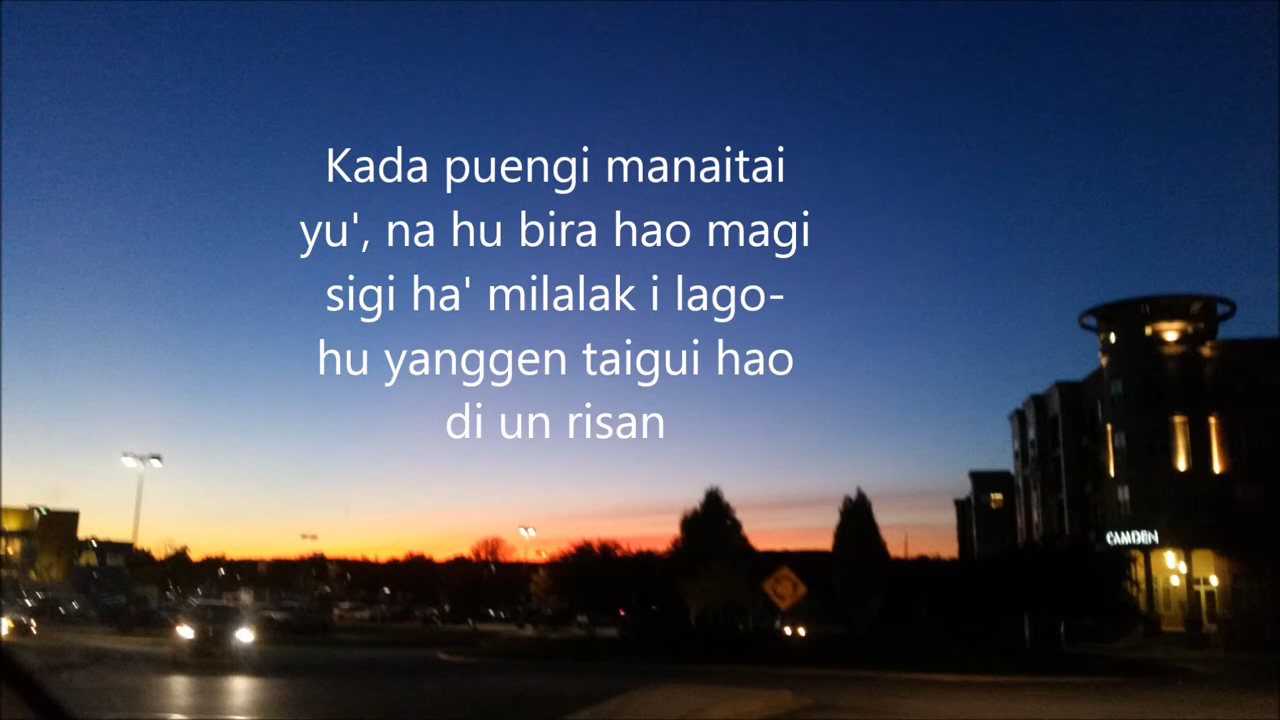 Kada puengi manaitai
yu', na hu bira hao magi
sigi ha' milalak i lago-
hu yanggen taigui hao
di un risan
CAMDEN